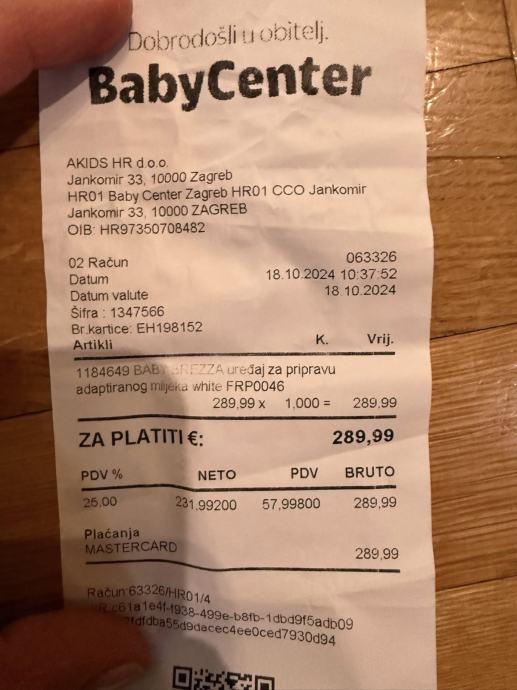 Dobrodošli u obitelj.
BabyCenter
AKIDS HR d.o.o.
Jankomir 33, 10000 Zagreb
HR01 Baby Center Zagreb HR01 CCO Jankomir
Jankomir 33, 10000 ZAGREB
OIB: HR97350708482
02 Račun 063326
Datum 18.10.2024 10:37:52
Datum valute 18.10.2024
Šifra : 1347566
Br.kartice: EH198152
Artikli K. Vrij.
1184649 BABY BREZZA uređaj za pripravu
adaptiranog mlijeka white FRP0046
289,99 x 1,000 = 289,99
ZA PLATITI €: 289,99
PDV % NETO PDV BRUTO
25,00 231,99200 57,99800 289,99
Plaćanja
MASTERCARD 289,99
Račun 63326/HR01/4